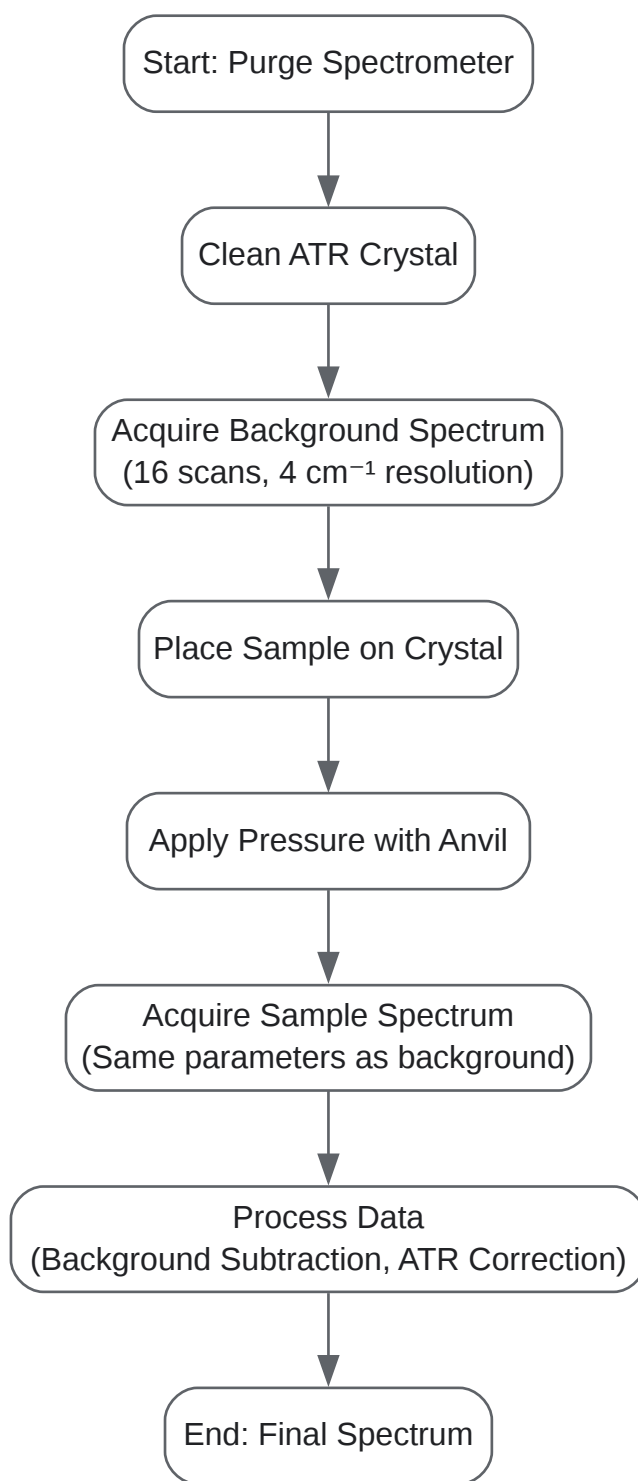 Start: Purge Spectrometer
Clean ATR Crystal
Acquire Background Spectrum
(16 scans, 4 cm⁻¹ resolution)
Place Sample on Crystal
Apply Pressure with Anvil
Acquire Sample Spectrum
(Same parameters as background)
Process Data
(Background Subtraction, ATR Correction)
End: Final Spectrum